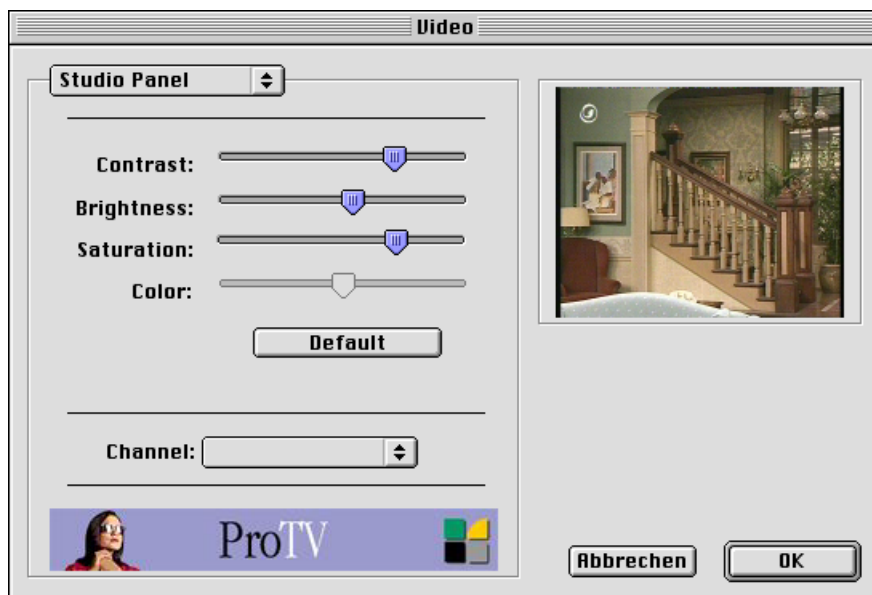 Video
Studio Panel
Contrast:
Brightness:
Saturation:
Color:
Default
Channel:
ProTV
Abbrechen
OK